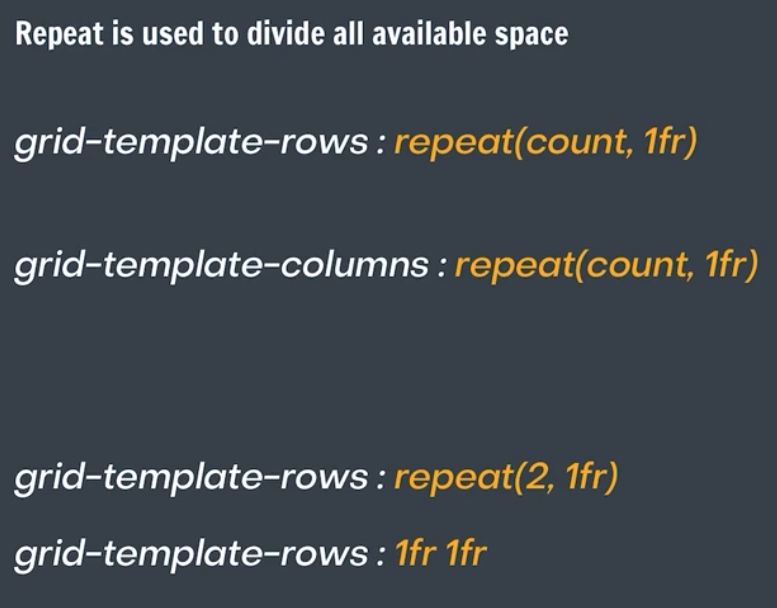 Repeat is used to divide all available space
grid-template-rows : repeat(count, 1fr)
grid-template-columns : repeat(count, 1fr)
grid-template-rows : repeat(2, 1fr)
grid-template-rows : 1fr 1fr